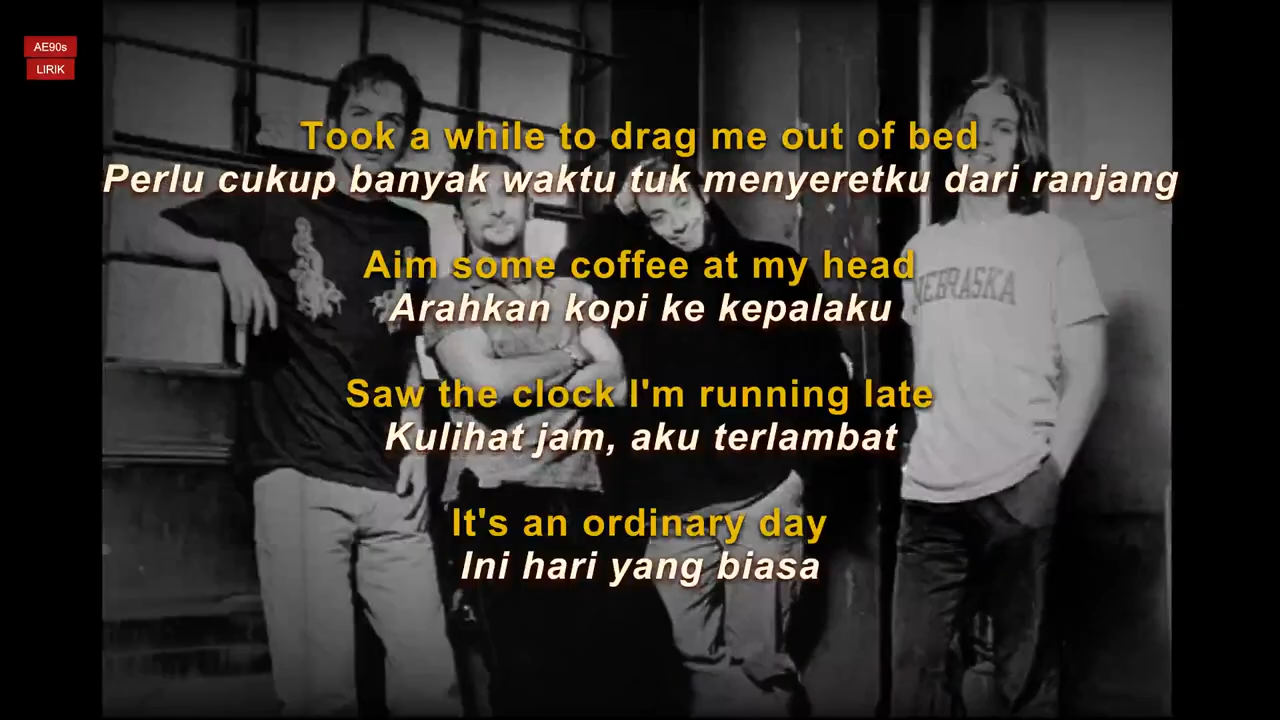 AE90s
LIRIK
Took a while to drag me out of bed
Perlu cukup banyak waktu tuk menyeretku dari ranjang
Aim some coffee at my head
Arahkan kopi ke kepalaku
NEBRASKA
Saw the clock I'm running late
Kulihat jam, aku terlambat
It's an ordinary day
Ini hari yang biasa